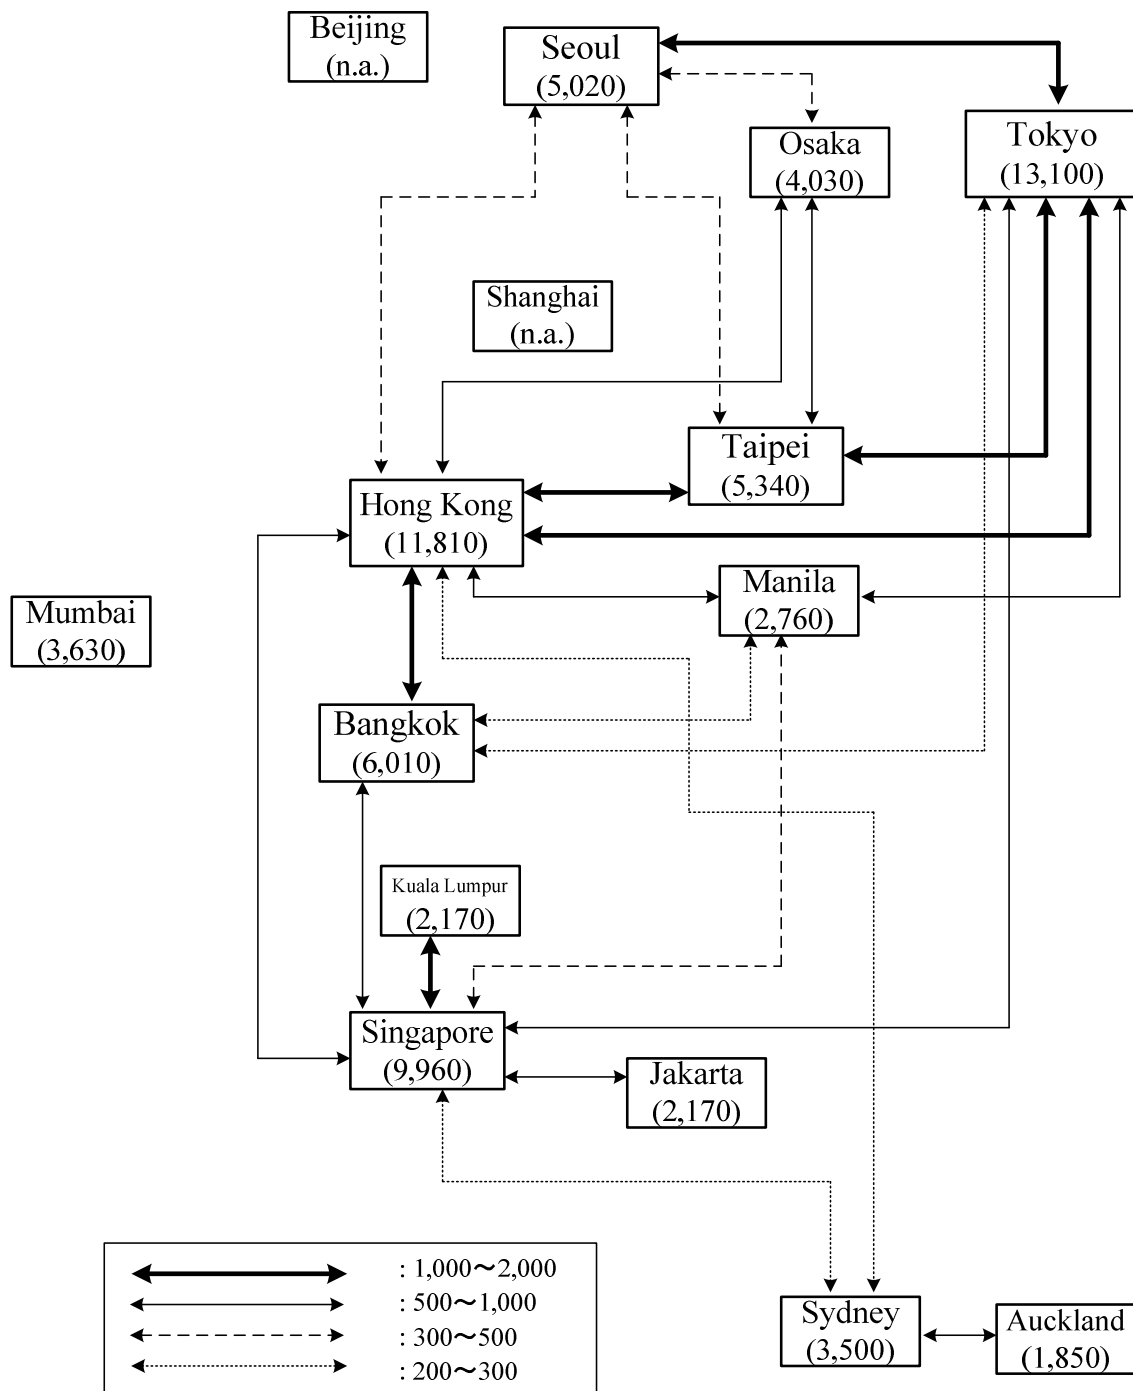 Beijing
(n.a.)
Seoul
(5,020)
Osaka
(4,030)
Tokyo
(13,100)
Shanghai
(n.a.)
Taipei
(5,340)
Hong Kong
(11,810)
Manila
(2,760)
Mumbai
(3,630)
Bangkok
(6,010)
Kuala Lumpur
(2,170)
Singapore
(9,960)
Jakarta
(2,170)
Sydney
(3,500)
Auckland
(1,850)
: 1,000～2,000
: 500～1,000
: 300～500
: 200～300